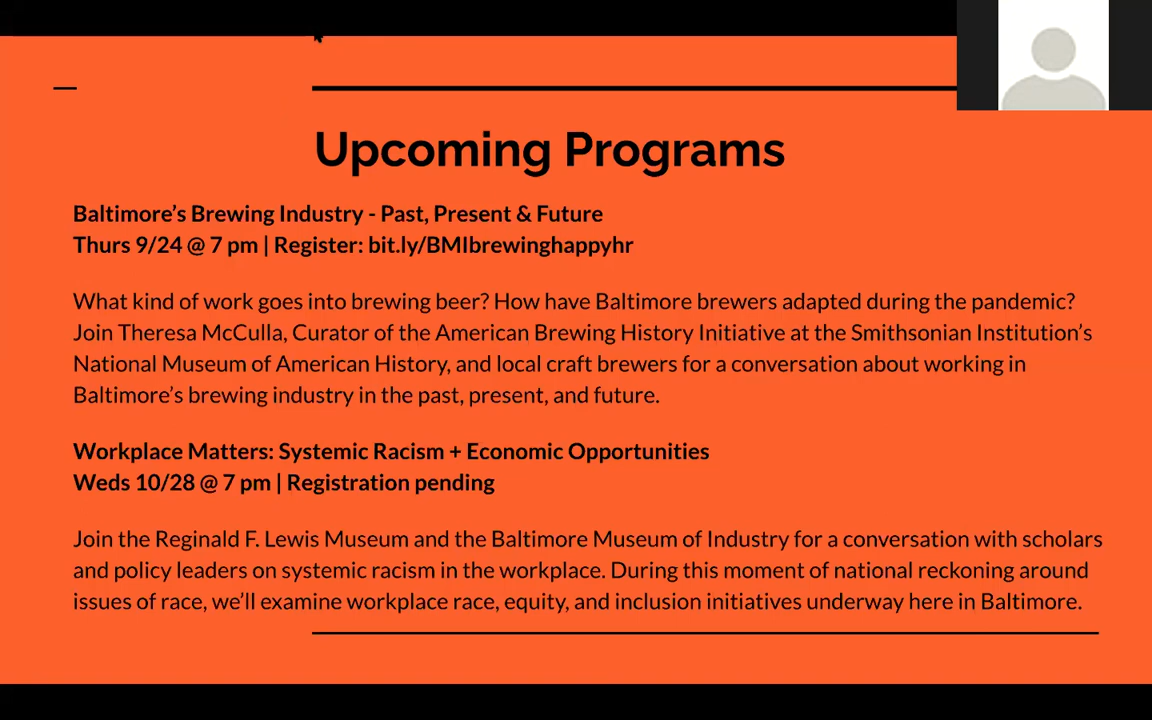 Upcoming Programs
Baltimore’s Brewing Industry - Past, Present & Future
Thurs 9/24 @ 7 pm | Register: bit.ly/BMIbrewinghappyhr
What kind of work goes into brewing beer? How have Baltimore brewers adapted during the pandemic?
Join Theresa McCulla, Curator of the American Brewing History Initiative at the Smithsonian Institution’s
National Museum of American History, and local craft brewers for a conversation about working in
Baltimore’s brewing industry in the past, present, and future.
Workplace Matters: Systemic Racism + Economic Opportunities
Weds 10/28 @ 7 pm | Registration pending
Join the Reginald F. Lewis Museum and the Baltimore Museum of Industry for a conversation with scholars
and policy leaders on systemic racism in the workplace. During this moment of national reckoning around
issues of race, we’ll examine workplace race, equity, and inclusion initiatives underway here in Baltimore.